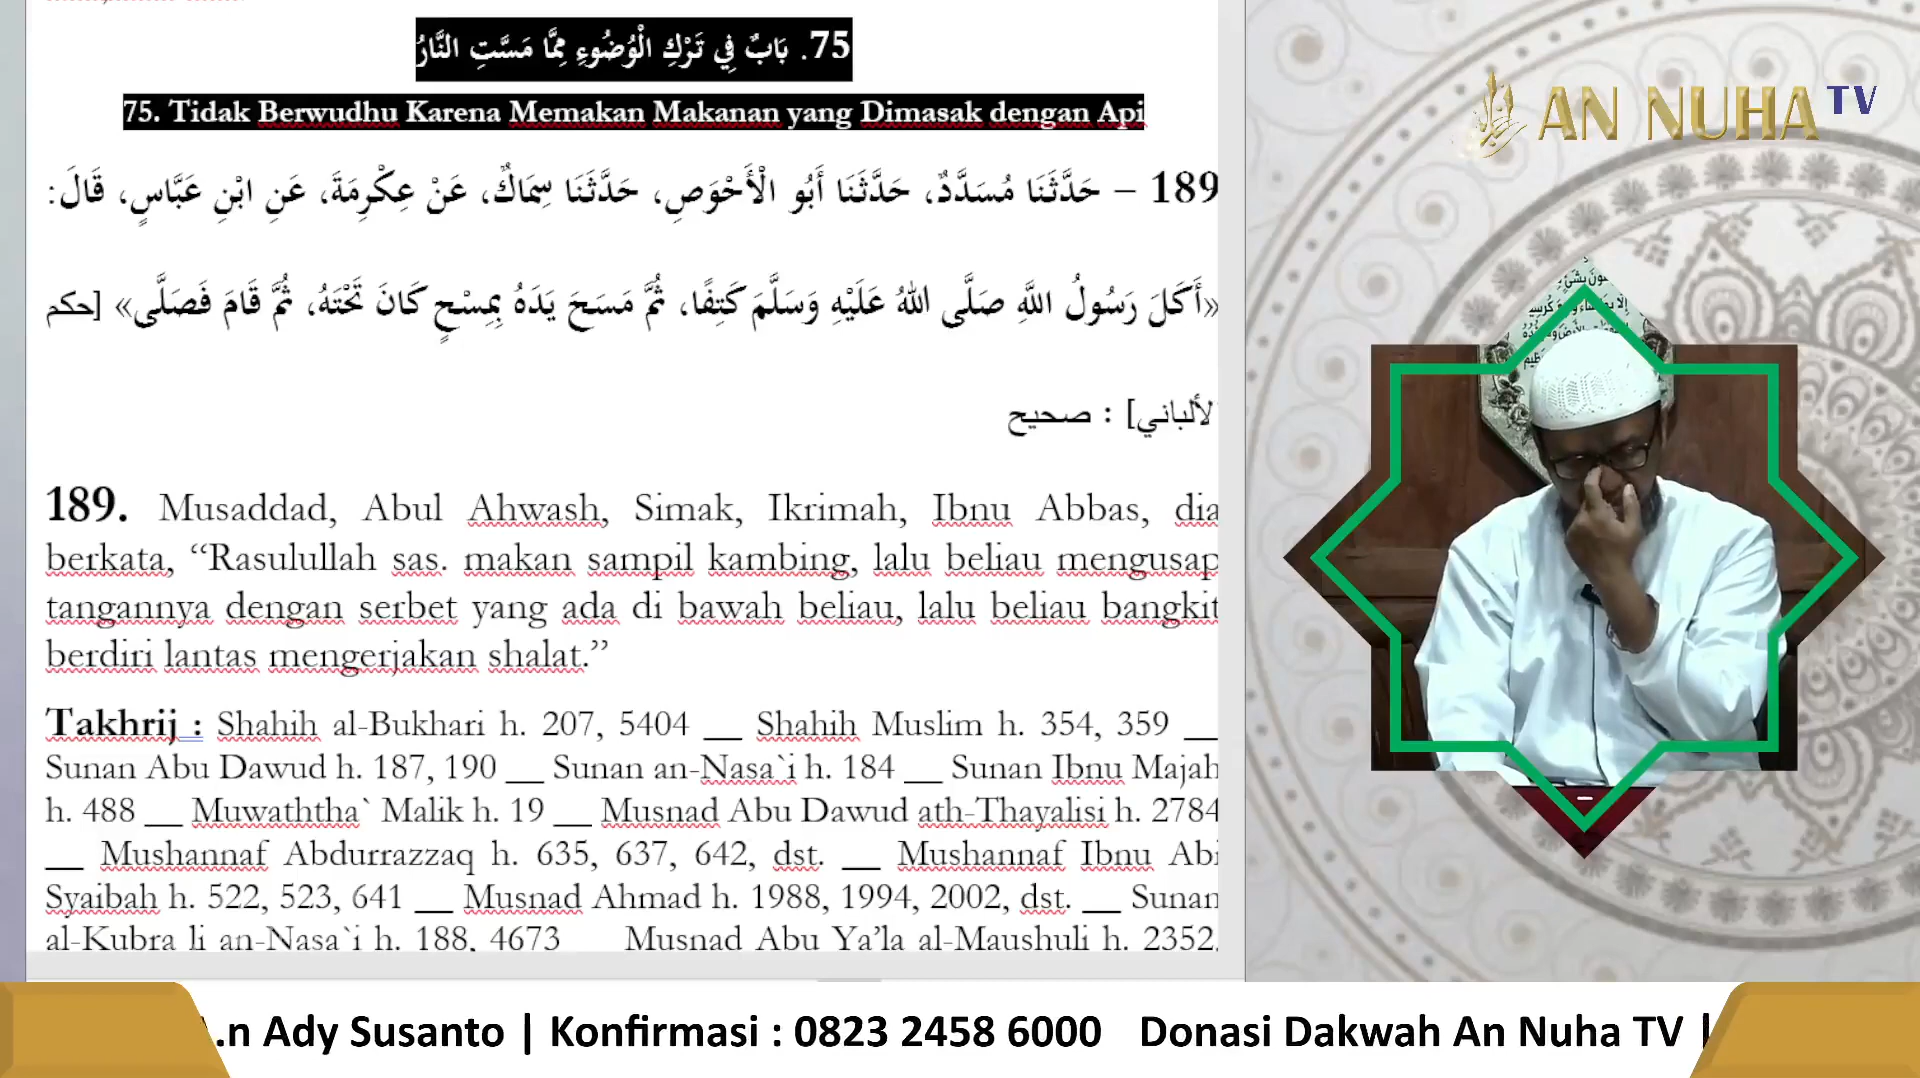 75. بَابٌ فِي تَرْكِ الْوُضُوءِ مِمَّا مَسَّتِ النَّارُ
75. Tidak Berwudhu Karena Memakan Makanan yang Dimasak dengan Api
189 – حَدَّثَنَا مُسَدَّدٌ، حَدَّثَنَا أَبُو الْأَحْوَصِ، حَدَّثَنَا سِمَاكٌ، عَنْ عِكْرِمَةَ، عَنِ ابْنِ عَبَّاسٍ، قَالَ:
«أَكَلَ رَسُولُ اللَّهِ صَلَّى اللهُ عَلَيْهِ وَسَلَّمَ كَتِفًا، ثُمَّ مَسَحَ يَدَهُ بِمِسْحٍ كَانَ تَحْتَهُ، ثُمَّ قَامَ فَصَلَّى» [حكم
لألباني] : صحيح
189. Musaddad, Abul Ahwash, Simak, Ikrimah, Ibnu Abbas, dia
berkata, “Rasulullah sas. makan sampil kambing, lalu beliau mengusap
tangannya dengan serbet yang ada di bawah beliau, lalu beliau bangkit
berdiri lantas mengerjakan shalat.”
Takhrij : Shahih al-Bukhari h. 207, 5404 __ Shahih Muslim h. 354, 359 __
Sunan Abu Dawud h. 187, 190 __ Sunan an-Nasa`i h. 184 __ Sunan Ibnu Majah
h. 488 __ Muwaththa` Malik h. 19 __ Musnad Abu Dawud ath-Thayalisi h. 2784
__ Mushannaf Abdurrazzaq h. 635, 637, 642, dst. __ Mushannaf Ibnu Abi
Syaibah h. 522, 523, 641 __ Musnad Ahmad h. 1988, 1994, 2002, dst. __ Sunan
al-Kubra li an-Nasa`i h. 188, 4673 __ Musnad Abu Ya’la al-Maushuli h. 2352,
AN NUHA TV
.n Ady Susanto | Konfirmasi : 0823 2458 6000 Donasi Dakwah An Nuha TV |